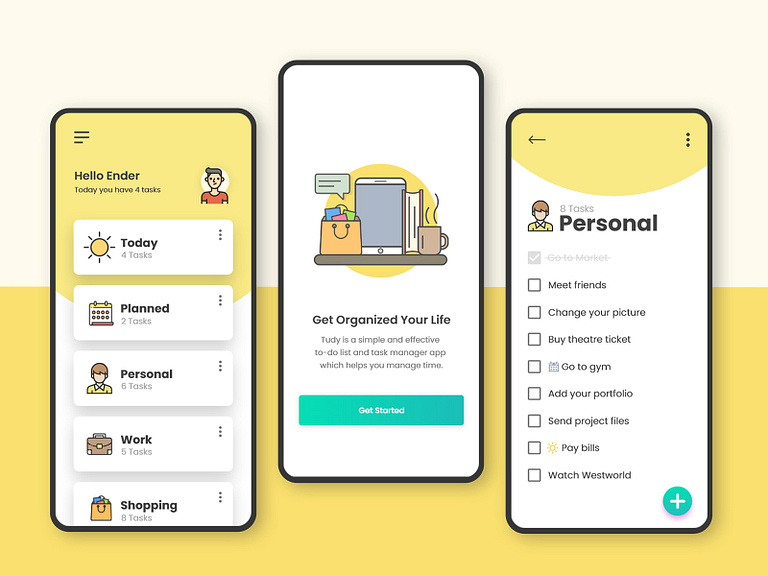 Hello Ender
Today you have 4 tasks
Today
4 Tasks
Planned
2 Tasks
Personal
6 Tasks
Work
5 Tasks
Shopping
8 Tasks
Get Organized Your Life
Tudy is a simple and effective
to-do list and task manager app
which helps you manage time.
Get Started
8 Tasks
Personal
Go to Market
Meet friends
Change your picture
Buy theatre ticket
Go to gym
Add your portfolio
Send project files
Pay bills
Watch Westworld